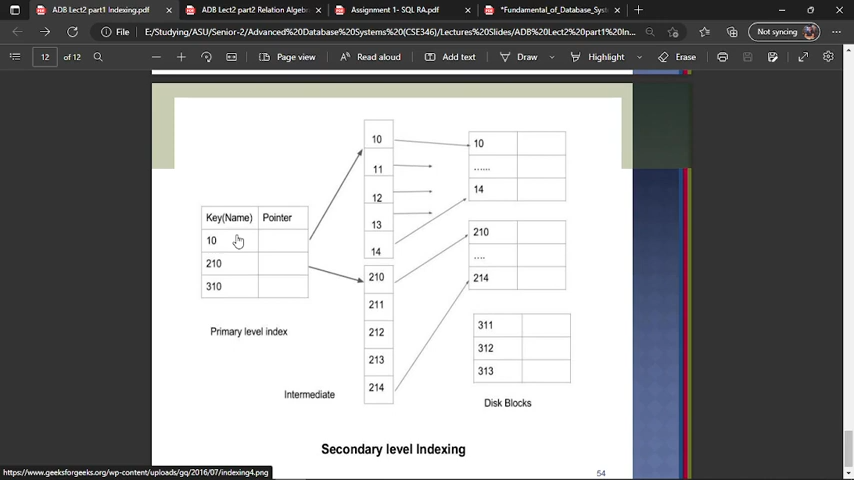 ADB Lect2 part1 Indexing.pdf
ADB Lect2 part2 Relation Algebr
Assignment 1- SQL RA.pdf
*Fundamental_of_Database_Sys
File
E:/Studying/ASU/Senior-2/Advanced%20Database%20Systems%20(CSE346)/Lectures%20Slides/ADB%20Lect2%20part1%20In...
Not syncing
12 of 12
Page view
Read aloud
Add text
Draw
Highlight
Erase
Key(Name) Pointer
10
210
310
Primary level index
10
11
12
13
14
210
211
212
213
214
Intermediate
10
......
14
210
....
214
311
312
313
Disk Blocks
Secondary level Indexing
54
https://www.geeksforgeeks.org/wp-content/uploads/gq/2016/07/indexing4.png